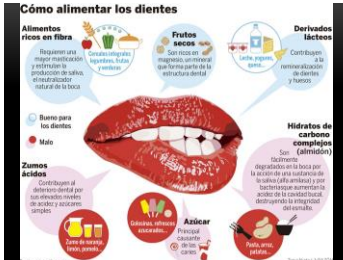 Cómo alimentar los dientes
Alimentos
ricos en fibra
Requieren una
mayor masticación
y estimulan la
producción de saliva,
el neutralizador
natural de la boca
Cereales integrales
legumbres, frutas
y verduras
Frutos
secos
Son ricos en
magnesio, un mineral
que forma parte de la
estructura dental
Leche, yogures,
queso...
Derivados
lácteos
Contribuyen
a la
remineralización
de dientes
y huesos
Bueno para
los dientes
Malo
Zumos
ácidos
Contribuyen al
deterioro dental por
sus elevados niveles
de acidez y azúcares
simples
Zumo de naranja,
limón, pomelo...
Golosinas, refrescos
azucarados...
Azúcar
Principal
causante
de las
caries
Hidratos de
carbono
complejos
(almidón)
Son
fácilmente
degradados en la boca por
la acción de una sustancia de
la saliva (alfa amilasa) y por
bacterias que aumentan la
acidez de la cavidad bucal,
destruyendo la integridad
del esmalte.
Pasta, arroz,
patatas...